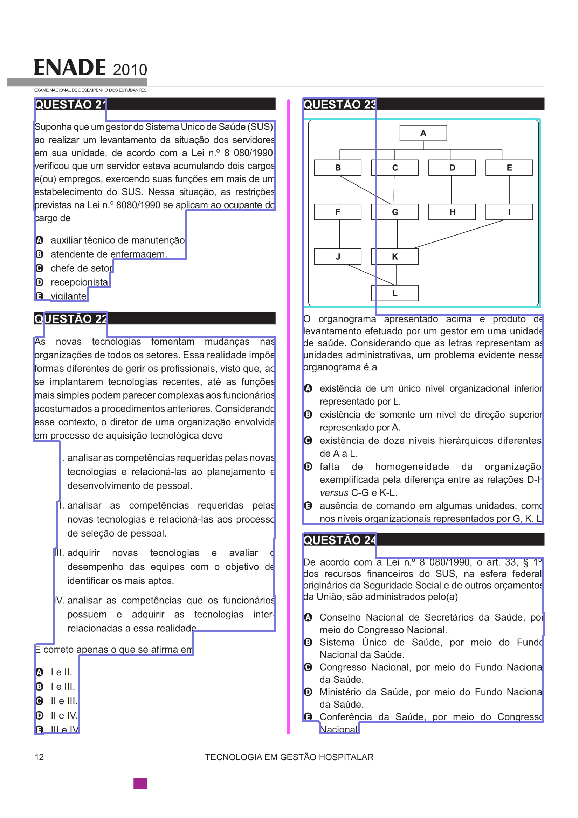 ENADE 2010
EXAME NACIONAL DE DESEMPENHO DOS ESTUDANTES
QUESTÃO 21
Suponha que um gestor do Sistema Único de Saúde (SUS),
ao realizar um levantamento da situação dos servidores
em sua unidade, de acordo com a Lei n.º 8 080/1990,
verificou que um servidor estava acumulando dois cargos
e(ou) empregos, exercendo suas funções em mais de um
estabelecimento do SUS. Nessa situação, as restrições
previstas na Lei n.º 8080/1990 se aplicam ao ocupante do
cargo de
A auxiliar técnico de manutenção.
B atendente de enfermagem.
C chefe de setor.
D recepcionista.
E vigilante.
QUESTÃO 22
As novas tecnologias fomentam mudanças nas
organizações de todos os setores. Essa realidade impõe
formas diferentes de gerir os profissionais, visto que, ao
se implantarem tecnologias recentes, até as funções
mais simples podem parecer complexas aos funcionários
acostumados a procedimentos anteriores. Considerando
esse contexto, o diretor de uma organização envolvida
em processo de aquisição tecnológica deve
I. analisar as competências requeridas pelas novas
tecnologias e relacioná-las ao planejamento e
desenvolvimento de pessoal.
II. analisar as competências requeridas pelas
novas tecnologias e relacioná-las aos processos
de seleção de pessoal.
III. adquirir novas tecnologias e avaliar o
desempenho das equipes com o objetivo de
identificar os mais aptos.
IV. analisar as competências que os funcionários
possuem e adquirir as tecnologias inter-
relacionadas a essa realidade.
É correto apenas o que se afirma em
A I e II.
B I e III.
C II e III.
D II e IV.
E III e IV.
QUESTÃO 23
A
B C D E
F G H I
J K
L
O organograma apresentado acima é produto de
levantamento efetuado por um gestor em uma unidade
de saúde. Considerando que as letras representam as
unidades administrativas, um problema evidente nesse
organograma é a
A existência de um único nível organizacional inferior,
representado por L.
B existência de somente um nível de direção superior,
representado por A.
C existência de doze níveis hierárquicos diferentes,
de A a L.
D falta de homogeneidade da organização,
exemplificada pela diferença entre as relações D-H
versus C-G e K-L.
E ausência de comando em algumas unidades, como
nos níveis organizacionais representados por G, K, L.
QUESTÃO 24
De acordo com a Lei n.º 8 080/1990, o art. 33, § 1º,
dos recursos financeiros do SUS, na esfera federal,
originários da Seguridade Social e de outros orçamentos
da União, são administrados pelo(a)
A Conselho Nacional de Secretários da Saúde, por
meio do Congresso Nacional.
B Sistema Único de Saúde, por meio do Fundo
Nacional da Saúde.
C Congresso Nacional, por meio do Fundo Nacional
da Saúde.
D Ministério da Saúde, por meio do Fundo Nacional
da Saúde.
E Conferência da Saúde, por meio do Congresso
Nacional.
12
TECNOLOGIA EM GESTÃO HOSPITALAR